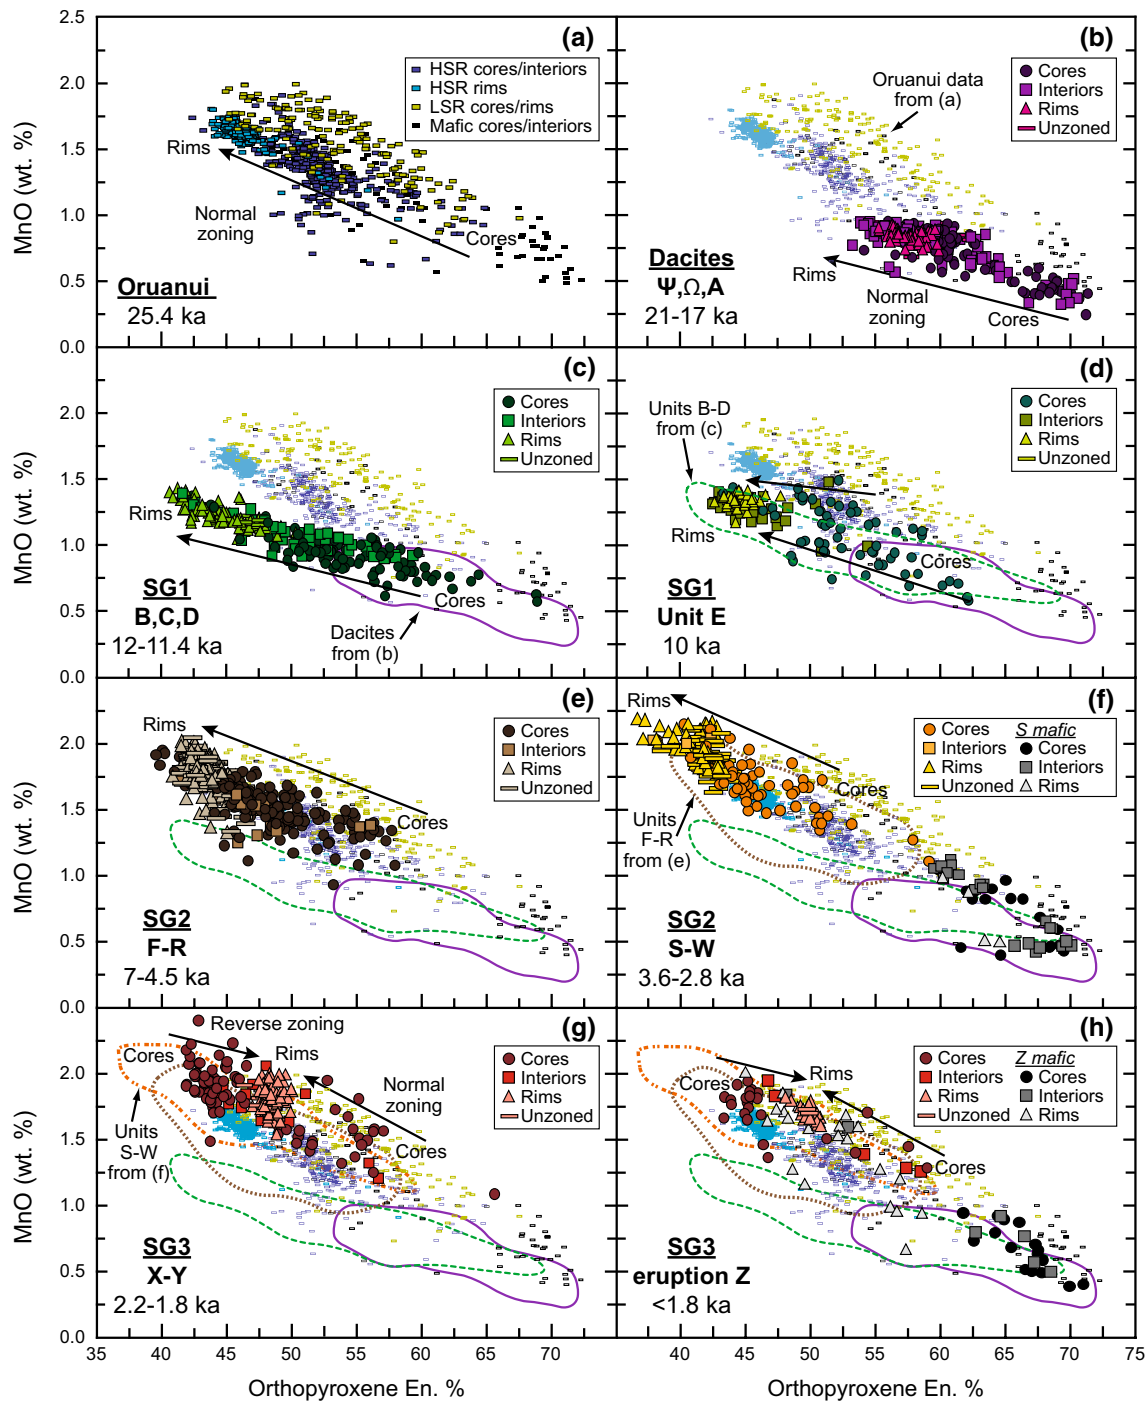 2.5
2.0
1.5
1.0
0.5
0.0
MnO (wt. %)
(a)
HSR cores/interiors
HSR rims
LSR cores/rims
Mafic cores/interiors
Rims
Normal
zoning
Cores
Oruanui
25.4 ka
(b)
Cores
Interiors
Rims
Unzoned
Oruanui data
from (a)
Rims
Normal
zoning
Cores
Dacites
Ψ,Ω,A
21-17 ka
2.0
1.5
1.0
0.5
0.0
MnO (wt. %)
(c)
Cores
Interiors
Rims
Unzoned
Rims
Cores
SG1
B,C,D
12-11.4 ka
Dacites
from (b)
(d)
Cores
Interiors
Rims
Unzoned
Units B-D
from (c)
Rims
Cores
SG1
Unit E
10 ka
2.0
1.5
1.0
0.5
0.0
MnO (wt. %)
(e)
Cores
Interiors
Rims
Unzoned
Rims
Cores
SG2
F-R
7-4.5 ka
(f)
Cores
Interiors
Rims
Unzoned
S mafic
Cores
Interiors
Rims
Rims
Cores
Units
F-R
from (e)
SG2
S-W
3.6-2.8 ka
2.0
1.5
1.0
0.5
0.0
MnO (wt. %)
(g)
Cores
Interiors
Rims
Unzoned
Reverse zoning
Cores
Rims
Normal
zoning
Cores
Units
S-W
from (f)
SG3
X-Y
2.2-1.8 ka
(h)
Cores
Interiors
Rims
Unzoned
Z mafic
Cores
Interiors
Rims
Rims
Cores
Cores
SG3
eruption Z
<1.8 ka
35 40 45 50 55 60 65 70
40 45 50 55 60 65 70 75
Orthopyroxene En. %
Orthopyroxene En. %